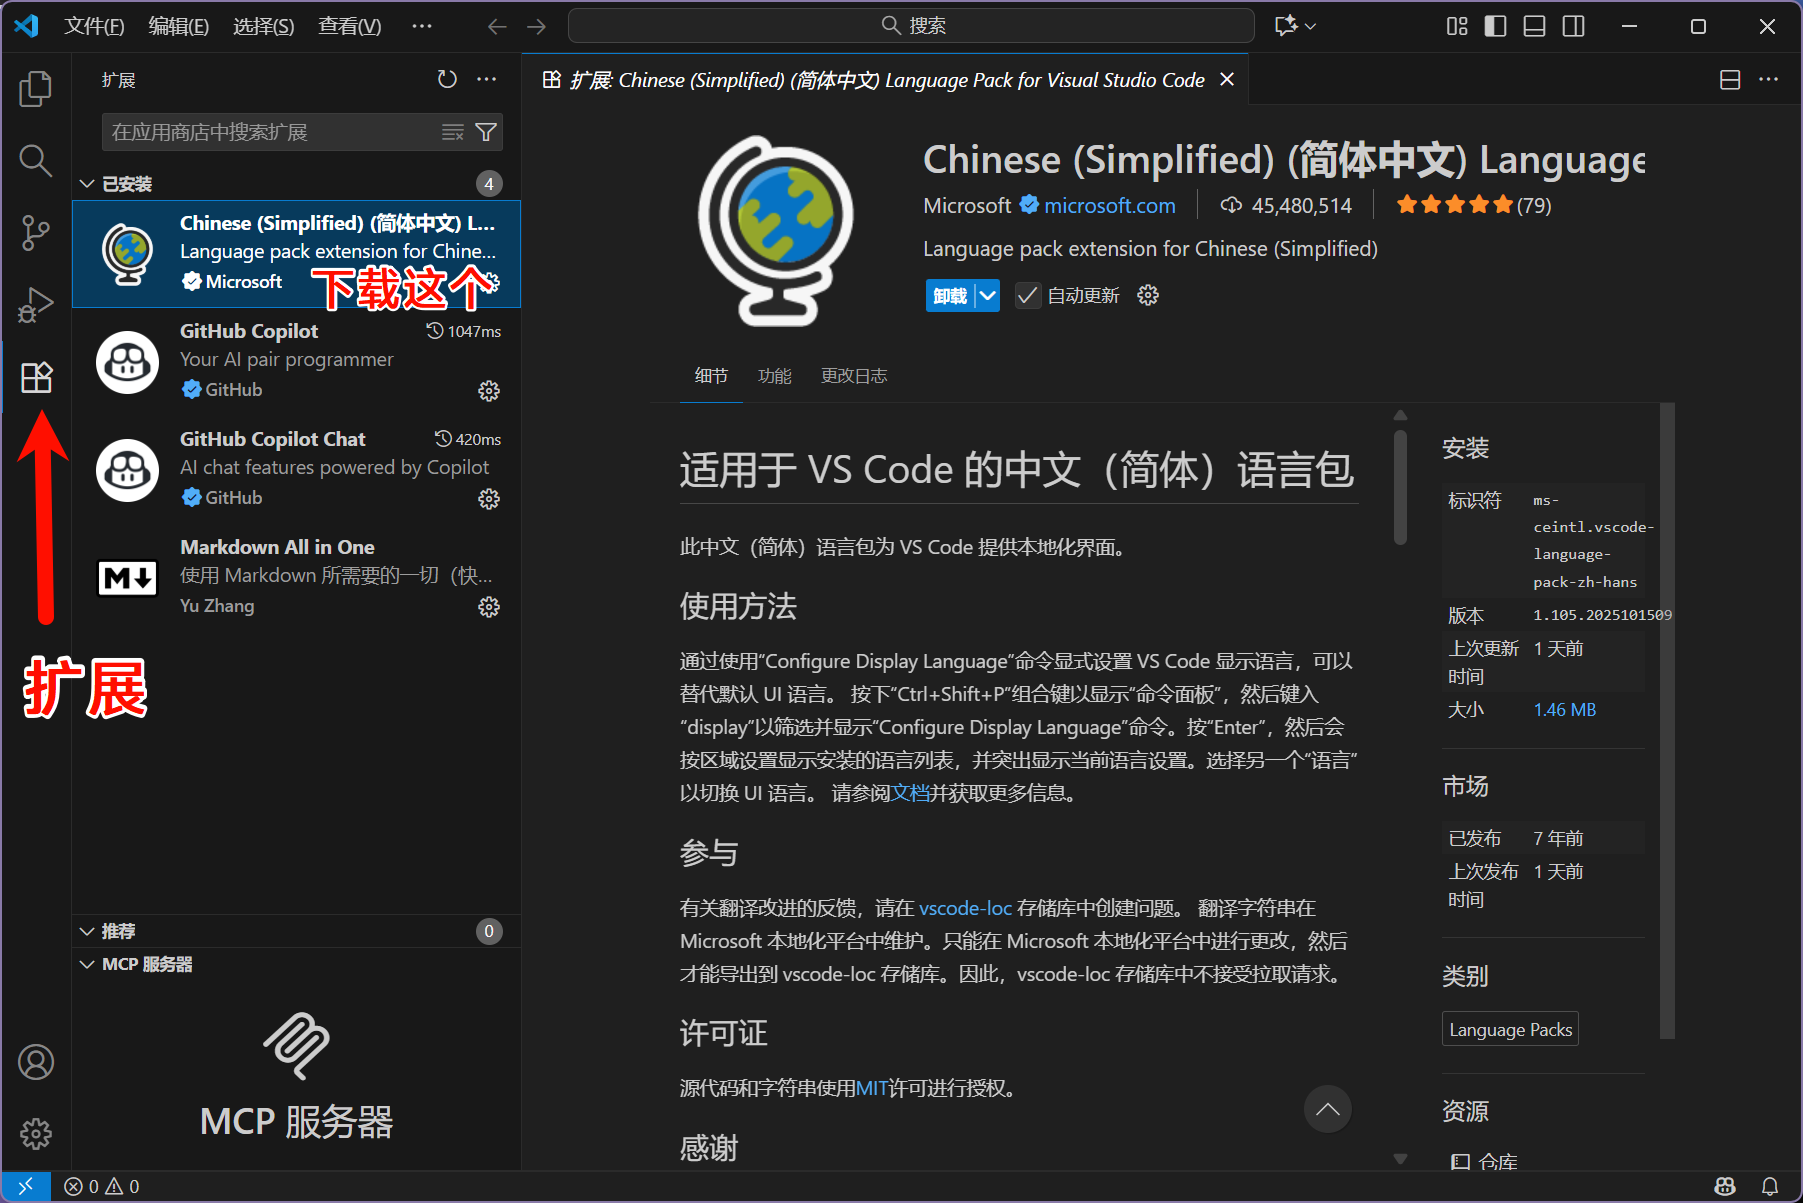 文件(F) 编辑(E) 选择(S) 查看(V) ··· 搜索
扩展
扩展: Chinese (Simplified) (简体中文) Language Pack for Visual Studio Code
在应用商店中搜索扩展
已安装 4
Chinese (Simplified) (简体中文) L...
Language pack extension for Chine...
Microsoft
下载这个
GitHub Copilot 1047ms
Your AI pair programmer
GitHub
GitHub Copilot Chat 420ms
AI chat features powered by Copilot
GitHub
Markdown All in One
使用 Markdown 所需要的一切（快...
Yu Zhang
M
扩展
推荐 0
MCP 服务器
MCP 服务器
Chinese (Simplified) (简体中文) Language
Microsoft microsoft.com 45,480,514 (79)
Language pack extension for Chinese (Simplified)
卸载 自动更新
细节 功能 更改日志
适用于 VS Code 的中文（简体）语言包
此中文（简体）语言包为 VS Code 提供本地化界面。
使用方法
通过使用“Configure Display Language”命令显式设置 VS Code 显示语言，可以
替代默认 UI 语言。 按下“Ctrl+Shift+P”组合键以显示“命令面板”，然后键入
“display”以筛选并显示“Configure Display Language”命令。按“Enter”，然后会
按区域设置显示安装的语言列表，并突出显示当前语言设置。选择另一个“语言”
以切换 UI 语言。 请参阅文档并获取更多信息。
参与
有关翻译改进的反馈，请在 vscode-loc 存储库中创建问题。 翻译字符串在
Microsoft 本地化平台中维护。只能在 Microsoft 本地化平台中进行更改，然后
才能导出到 vscode-loc 存储库。因此，vscode-loc 存储库中不接受拉取请求。
许可证
源代码和字符串使用MIT许可进行授权。
感谢
安装
标识符 ms-
ceintl.vscode-
language-
pack-zh-hans
版本 1.105.2025101509
上次更新 1 天前
时间
大小 1.46 MB
市场
已发布 7 年前
上次发布 1 天前
时间
类别
Language Packs
资源
仓库
0 0